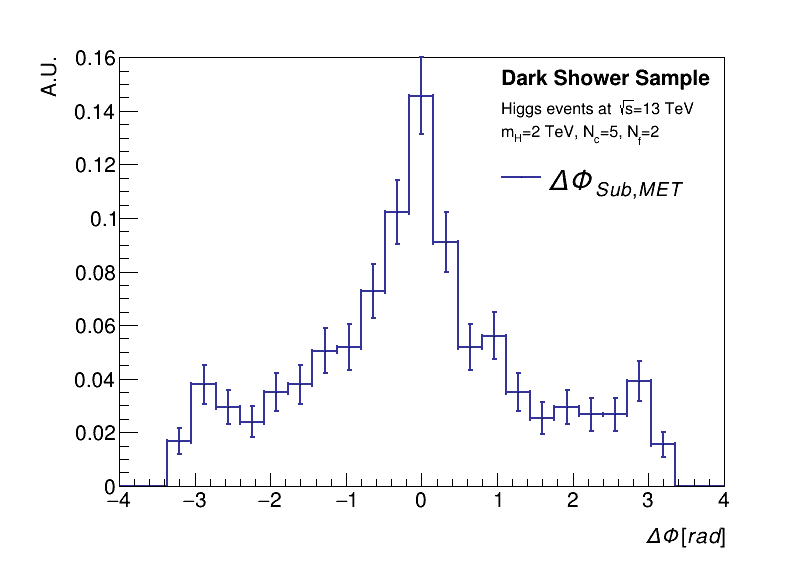 A.U.
0.16
0.14
0.12
0.1
0.08
0.06
0.04
0.02
0
−4 −3 −2 −1 0 1 2 3 4
Dark Shower Sample
Higgs events at √s=13 TeV
m_H=2 TeV, N_c=5, N_f=2
ΔΦ_Sub,MET
ΔΦ[rad]